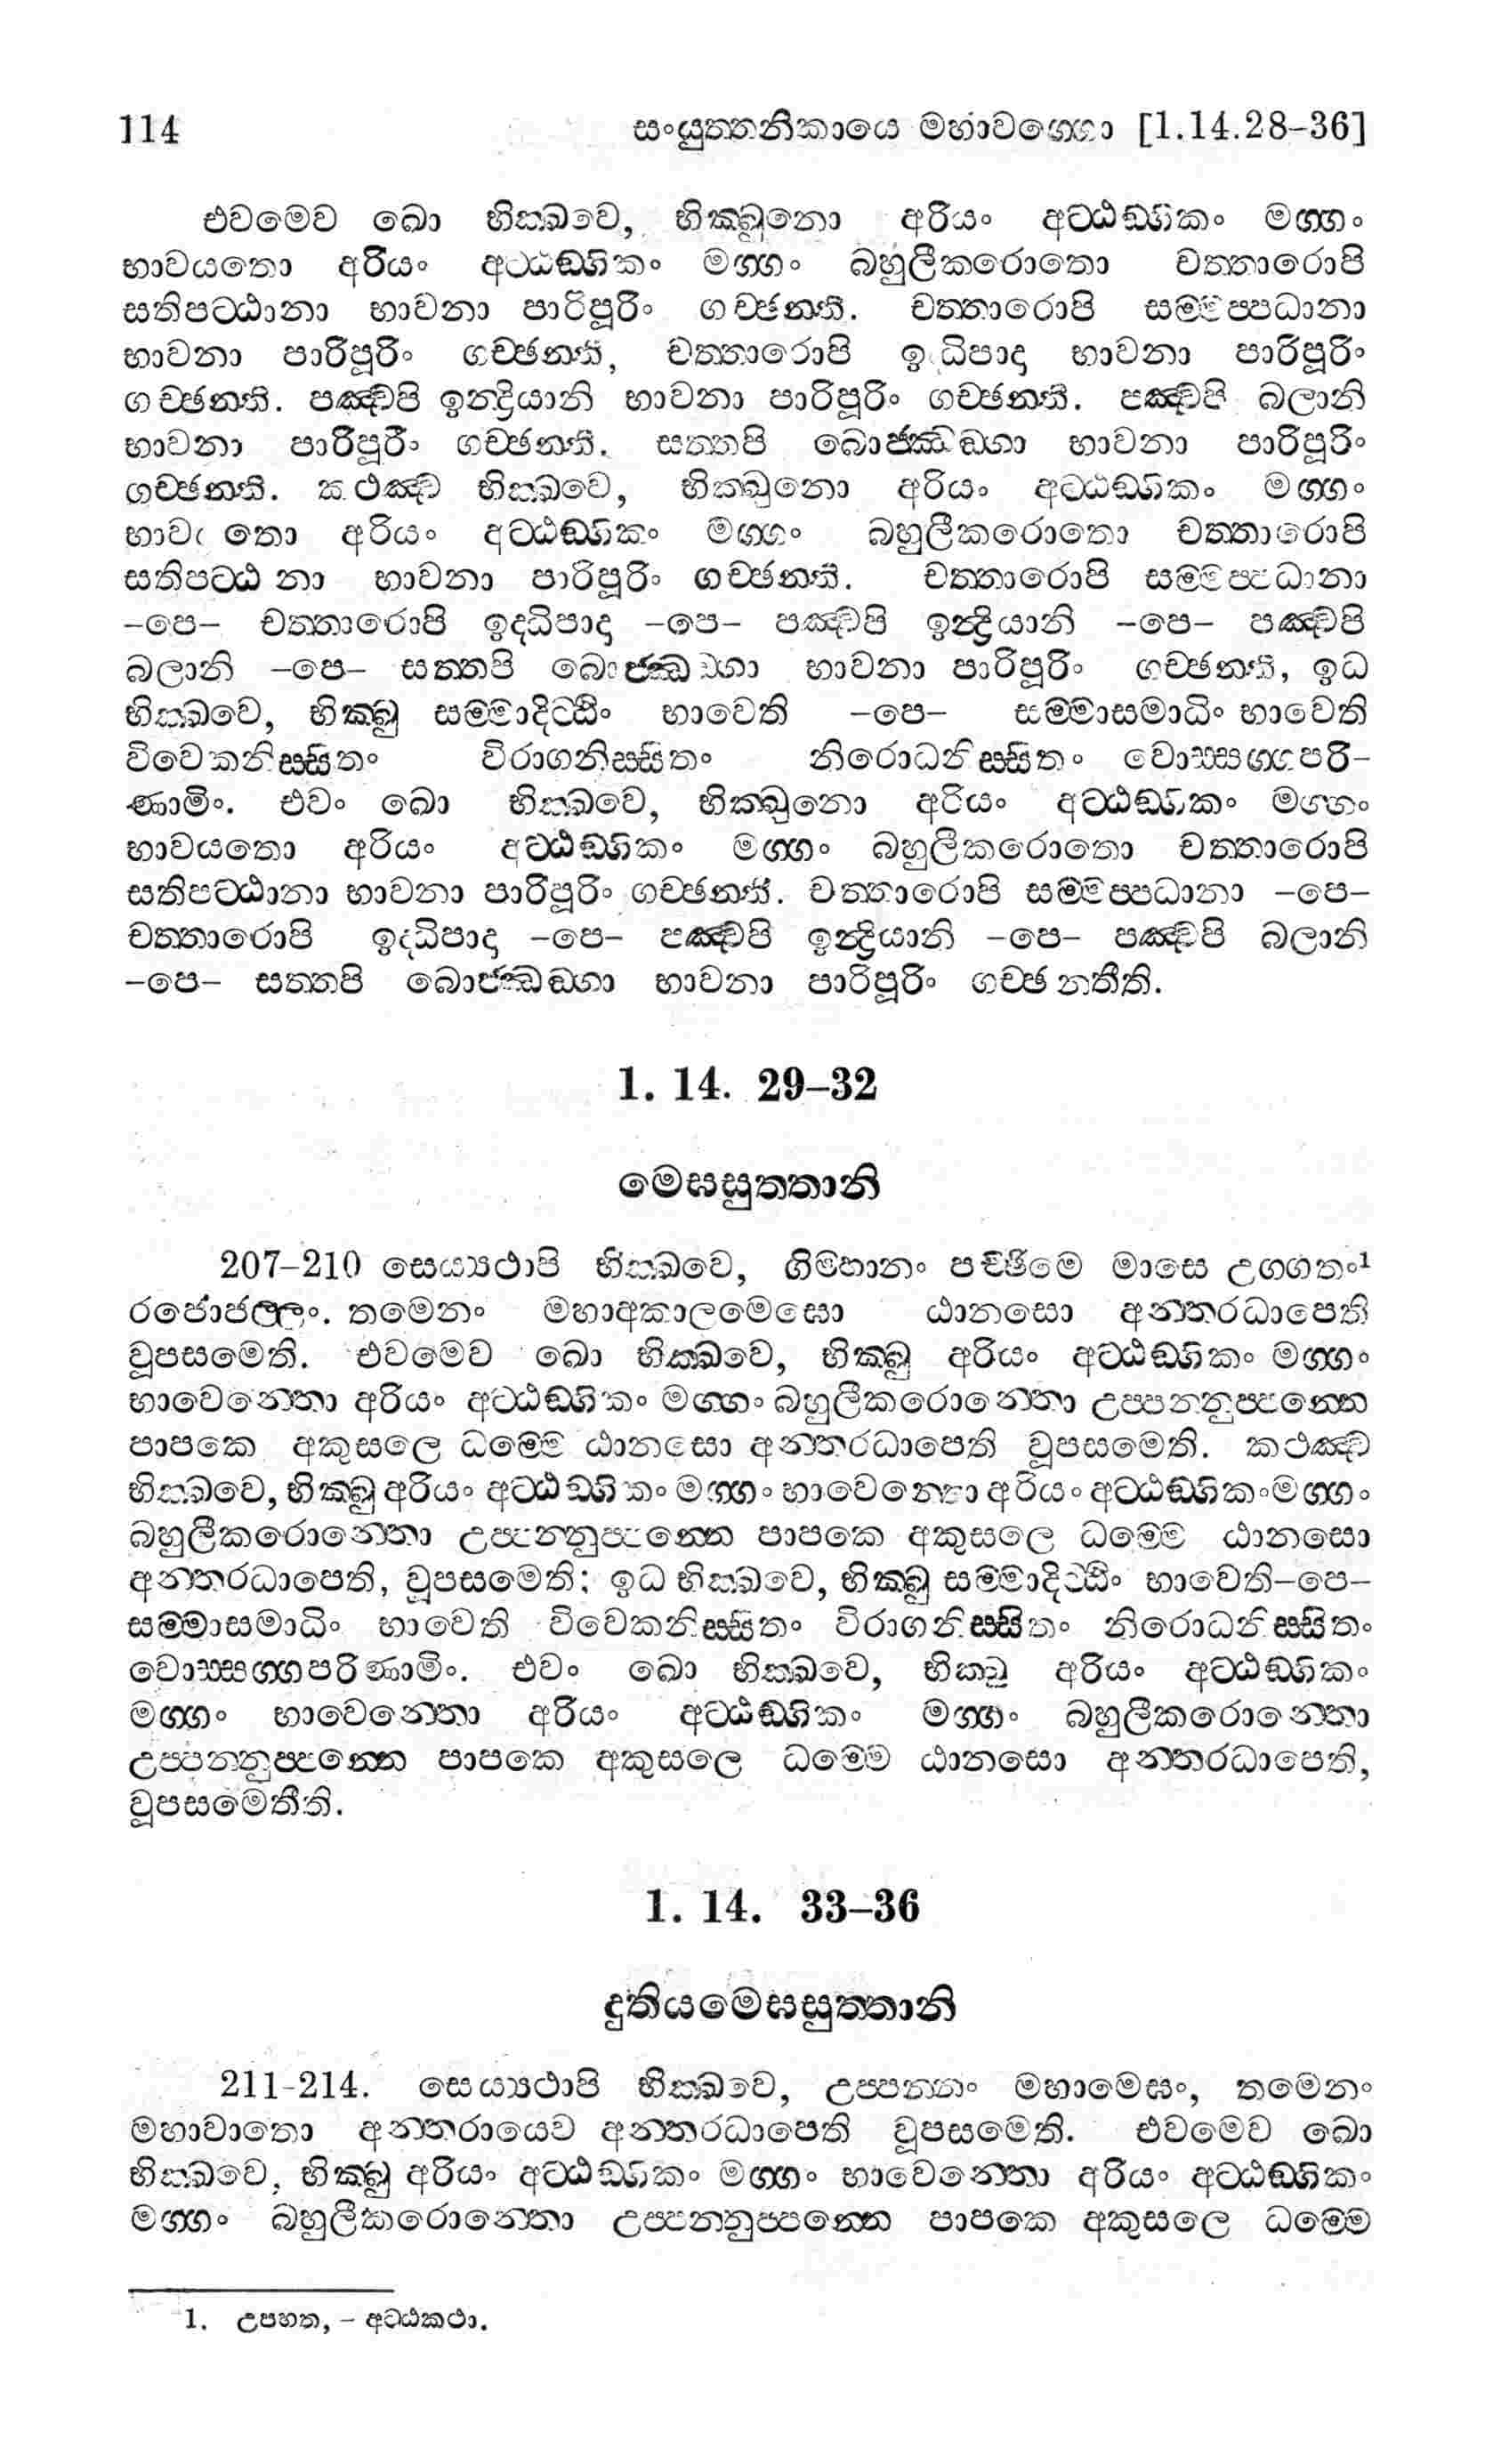 114 සංයුත්තනිකායෙ මහාවග්ගො [1.14.28-36]
එවමෙව ඛො භික්ඛවෙ, භික්ඛුනො අරියං අට්ඨඞ්ගිකං මග්ගං
භාවයතො අරියං අට්ඨඞ්ගිකං මග්ගං බහුලීකරොතො චත්තාරොපි
සතිපට්ඨානා භාවනා පාරිපූරිං ගච්ඡන්ති. චත්තාරොපි සම්මප්පධානා
භාවනා පාරිපූරිං ගච්ඡන්ති, චත්තාරොපි ඉද්ධිපාදා භාවනා පාරිපූරිං
ගච්ඡන්ති. පඤ්චපි ඉන්ද්‍රියානි භාවනා පාරිපූරිං ගච්ඡන්ති. පඤ්චපි බලානි
භාවනා පාරිපූරිං ගච්ඡන්ති. සත්තපි බොජ්ඣඞ්ගා භාවනා පාරිපූරිං
ගච්ඡන්ති. කථඤ්ච භික්ඛවෙ, භික්ඛුනො අරියං අට්ඨඞ්ගිකං මග්ගං
භාවයතො අරියං අට්ඨඞ්ගිකං මග්ගං බහුලීකරොතො චත්තාරොපි
සතිපට්ඨානා භාවනා පාරිපූරිං ගච්ඡන්ති. චත්තාරොපි සම්මප්පධානා
-පෙ- චත්තාරොපි ඉද්ධිපාදා -පෙ- පඤ්චපි ඉන්ද්‍රියානි -පෙ- පඤ්චපි
බලානි -පෙ- සත්තපි බොජ්ඣඞ්ගා භාවනා පාරිපූරිං ගච්ඡන්ති, ඉධ
භික්ඛවෙ, භික්ඛු සම්මාදිට්ඨිං භාවෙති -පෙ- සම්මාසමාධිං භාවෙති
විවෙකනිස්සිතං විරාගනිස්සිතං නිරොධනිස්සිතං වොස්සග්ගපරි-
ණාමිං. එවං ඛො භික්ඛවෙ, භික්ඛුනො අරියං අට්ඨඞ්ගිකං මග්ගං
භාවයතො අරියං අට්ඨඞ්ගිකං මග්ගං බහුලීකරොතො චත්තාරොපි
සතිපට්ඨානා භාවනා පාරිපූරිං ගච්ඡන්ති. චත්තාරොපි සම්මප්පධානා -පෙ-
චත්තාරොපි ඉද්ධිපාදා -පෙ- පඤ්චපි ඉන්ද්‍රියානි -පෙ- පඤ්චපි බලානි
-පෙ- සත්තපි බොජ්ඣඞ්ගා භාවනා පාරිපූරිං ගච්ඡන්තීති.
1. 14. 29-32
මෙඝසුත්තානි
207-210 සෙය්‍යථාපි භික්ඛවෙ, ගිම්හානං පච්ඡිමෙ මාසෙ උග්ගතං¹
රජොජල්ලං. තමෙනං මහාඅකාලමෙඝො ඨානසො අන්තරධාපෙති
වූපසමෙති. එවමෙව ඛො භික්ඛවෙ, භික්ඛු අරියං අට්ඨඞ්ගිකං මග්ගං
භාවෙන්තො අරියං අට්ඨඞ්ගිකං මග්ගං බහුලීකරොන්තො උප්පන්නුප්පන්නෙ
පාපකෙ අකුසලෙ ධම්මෙ ඨානසො අන්තරධාපෙති වූපසමෙති. කථඤ්ච
භික්ඛවෙ, භික්ඛු අරියං අට්ඨඞ්ගිකං මග්ගං භාවෙන්තො අරියං අට්ඨඞ්ගිකං මග්ගං
බහුලීකරොන්තො උප්පන්නුප්පන්නෙ පාපකෙ අකුසලෙ ධම්මෙ ඨානසො
අන්තරධාපෙති, වූපසමෙති: ඉධ භික්ඛවෙ, භික්ඛු සම්මාදිට්ඨිං භාවෙති-පෙ-
සම්මාසමාධිං භාවෙති විවෙකනිස්සිතං විරාගනිස්සිතං නිරොධනිස්සිතං
වොස්සග්ගපරිණාමිං. එවං ඛො භික්ඛවෙ, භික්ඛු අරියං අට්ඨඞ්ගිකං
මග්ගං භාවෙන්තො අරියං අට්ඨඞ්ගිකං මග්ගං බහුලීකරොන්තො
උප්පන්නුප්පන්නෙ පාපකෙ අකුසලෙ ධම්මෙ ඨානසො අන්තරධාපෙති,
වූපසමෙතීති.
1. 14. 33-36
දුතියමෙඝසුත්තානි
211-214. සෙය්‍යථාපි භික්ඛවෙ, උප්පන්නං මහාමෙඝං, තමෙනං
මහාවාතො අන්තරායෙව අන්තරධාපෙති වූපසමෙති. එවමෙව ඛො
භික්ඛවෙ, භික්ඛු අරියං අට්ඨඞ්ගිකං මග්ගං භාවෙන්තො අරියං අට්ඨඞ්ගිකං
මග්ගං බහුලීකරොන්තො උප්පන්නුප්පන්නෙ පාපකෙ අකුසලෙ ධම්මෙ
1. උපහත, - අට්ඨකථා.